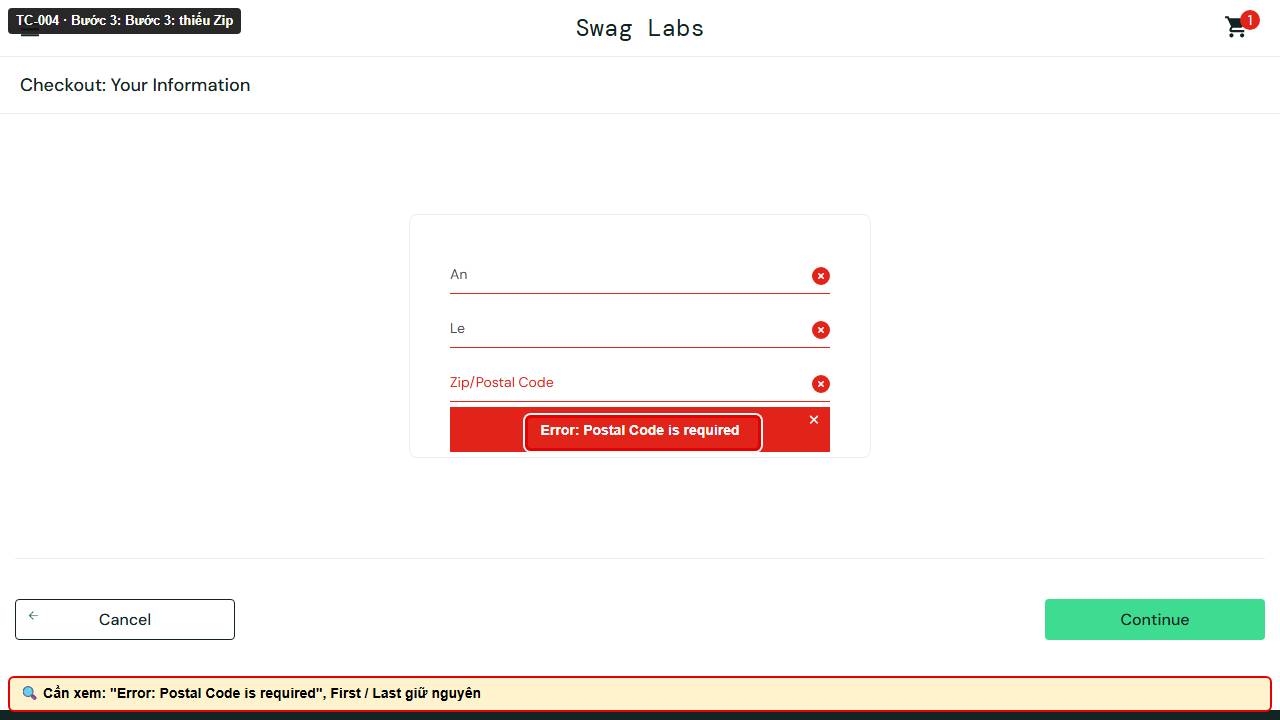 TC-004 · Bước 3: Bước 3: thiếu Zip
Swag Labs
1
Checkout: Your Information
An
Le
Zip/Postal Code
Error: Postal Code is required
Cancel
Continue
🔍 Cần xem: "Error: Postal Code is required", First / Last giữ nguyên